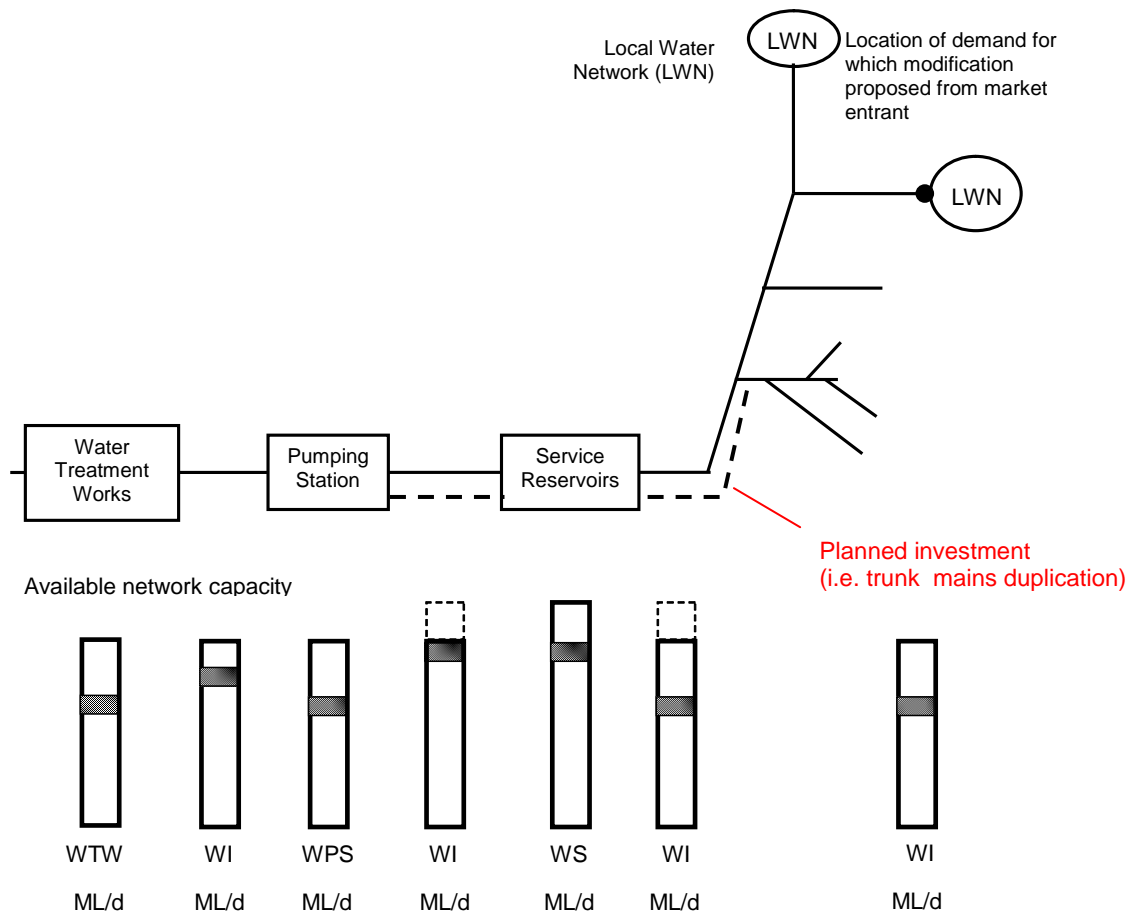 LWN
Local Water
Network (LWN)
Location of demand for
which modification
proposed from market
entrant
LWN
Water
Treatment
Works
Pumping
Station
Service
Reservoirs
Planned investment
(i.e. trunk mains duplication)
Available network capacity
WTW WI WPS WI WS WI WI
ML/d ML/d ML/d ML/d ML/d ML/d ML/d